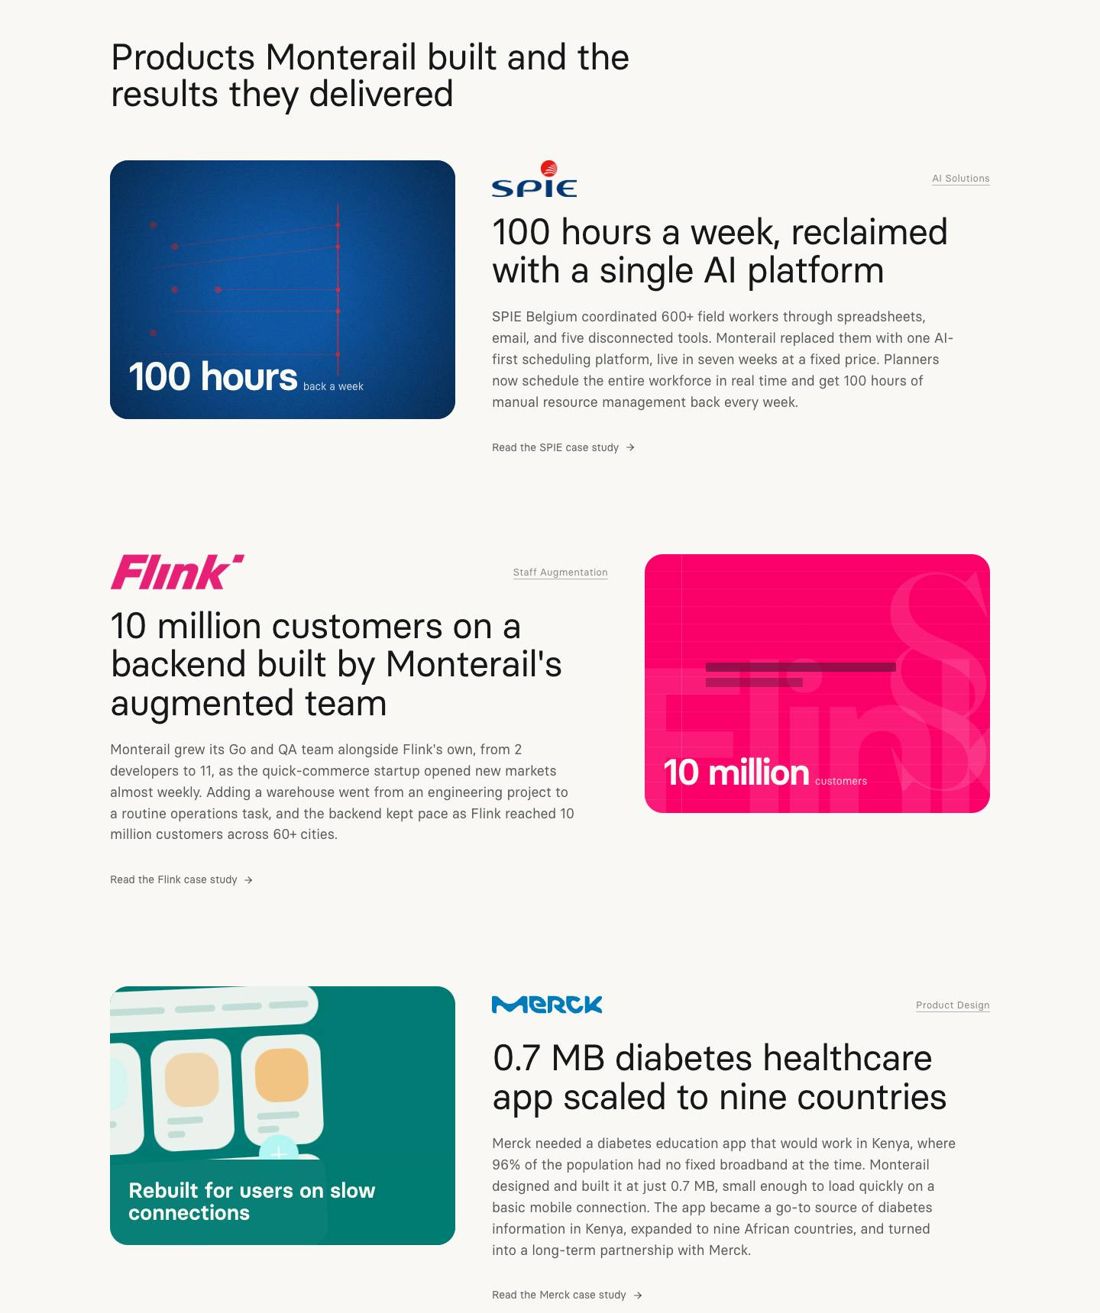 Products Monterail built and the
results they delivered
100 hours back a week
SPIE
AI Solutions
100 hours a week, reclaimed
with a single AI platform
SPIE Belgium coordinated 600+ field workers through spreadsheets,
email, and five disconnected tools. Monterail replaced them with one AI-
first scheduling platform, live in seven weeks at a fixed price. Planners
now schedule the entire workforce in real time and get 100 hours of
manual resource management back every week.
Read the SPIE case study →
Flink
Staff Augmentation
10 million customers on a
backend built by Monterail's
augmented team
Monterail grew its Go and QA team alongside Flink's own, from 2
developers to 11, as the quick-commerce startup opened new markets
almost weekly. Adding a warehouse went from an engineering project to
a routine operations task, and the backend kept pace as Flink reached 10
million customers across 60+ cities.
Read the Flink case study →
Flink
§
10 million customers
Rebuilt for users on slow
connections
MERCK
Product Design
0.7 MB diabetes healthcare
app scaled to nine countries
Merck needed a diabetes education app that would work in Kenya, where
96% of the population had no fixed broadband at the time. Monterail
designed and built it at just 0.7 MB, small enough to load quickly on a
basic mobile connection. The app became a go-to source of diabetes
information in Kenya, expanded to nine African countries, and turned
into a long-term partnership with Merck.
Read the Merck case study →